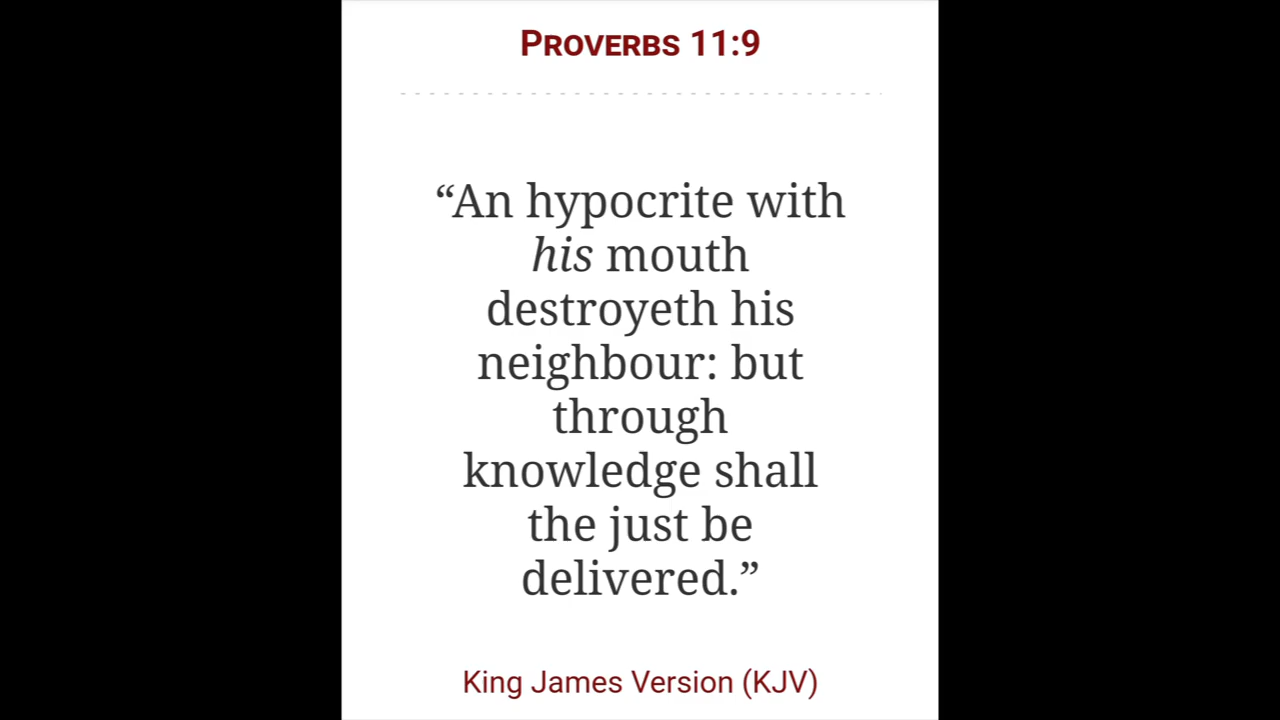 PROVERBS 11:9
“An hypocrite with
his mouth
destroyeth his
neighbour: but
through
knowledge shall
the just be
delivered.”
King James Version (KJV)